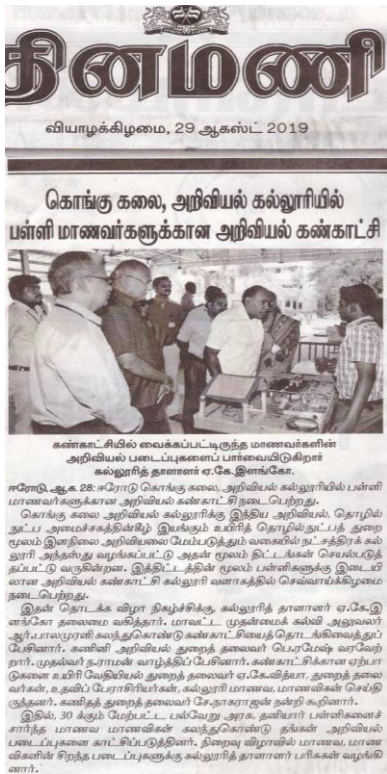 தினமணி
வியாழக்கிழமை, 29 ஆகஸ்ட் 2019
கொங்கு கலை, அறிவியல் கல்லூரியில்
பள்ளி மாணவர்களுக்கான அறிவியல் கண்காட்சி
கண்காட்சியில் வைக்கப்பட்டிருந்த மாணவர்களின்
அறிவியல் படைப்புகளைப் பார்வையிடுகிறார்
கல்லூரித் தாளாளர் ஏ.கே.இளங்கோ.
ஈரோடு, ஆக. 28: ஈரோடு கொங்கு கலை, அறிவியல் கல்லூரியில் பள்ளி
மாணவர்களுக்கான அறிவியல் கண்காட்சி நடைபெற்றது.
கொங்கு கலை அறிவியல் கல்லூரிக்கு இந்திய அறிவியல், தொழில்
நுட்ப அமைச்சகத்தின்கீழ் இயங்கும் உயிரித் தொழில்நுட்பத் துறை
மூலம் இளநிலை அறிவியலை மேம்படுத்தும் வகையில் நட்சத்திரக் கல்
லூரி அந்தஸ்து வழங்கப்பட்டு அதன் மூலம் திட்டங்கள் செயல்படுத்
தப்பட்டு வருகின்றன. இத்திட்டத்தின் மூலம் பள்ளிகளுக்கு இடையி
லான அறிவியல் கண்காட்சி கல்லூரி வளாகத்தில் செவ்வாய்க்கிழமை
நடைபெற்றது.
இதன் தொடக்க விழா நிகழ்ச்சிக்கு, கல்லூரித் தாளாளர் ஏ.கே.இ
ளங்கோ தலைமை வகித்தார். மாவட்ட முதன்மைக் கல்வி அலுவலர்
ஆர்.பாலமுரளி கலந்துகொண்டு கண்காட்சியைத் தொடங்கிவைத்துப்
பேசினார். கணினி அறிவியல் துறைத் தலைவர் பெ.ரமேஷ் வரவேற்
றார். முதல்வர் ந.ராமன் வாழ்த்திப் பேசினார். கண்காட்சிக்கான ஏற்பா
டுகளை உயிரி வேதியியல் துறைத் தலைவர் ஏ.கே.வித்யா, துறைத் தலை
வர்கள், உதவிப் பேராசிரியர்கள், கல்லூரி மாணவ, மாணவிகள் செய்தி
ருந்தனர். கணிதத் துறைத் தலைவர் சே.நாகராஜன் நன்றி கூறினார்.
இதில், 30 க்கும் மேற்பட்ட பல்வேறு அரசு, தனியார் பள்ளிகளைச்
சார்ந்த மாணவ மாணவிகள் கலந்துகொண்டு தங்கள் அறிவியல்
படைப்புகளை காட்சிப்படுத்தினர். நிறைவு விழாவில் மாணவ, மாண
விகளின் சிறந்த படைப்புகளுக்கு கல்லூரித் தாளாளர் பரிசுகள் வழங்கி
னார்.